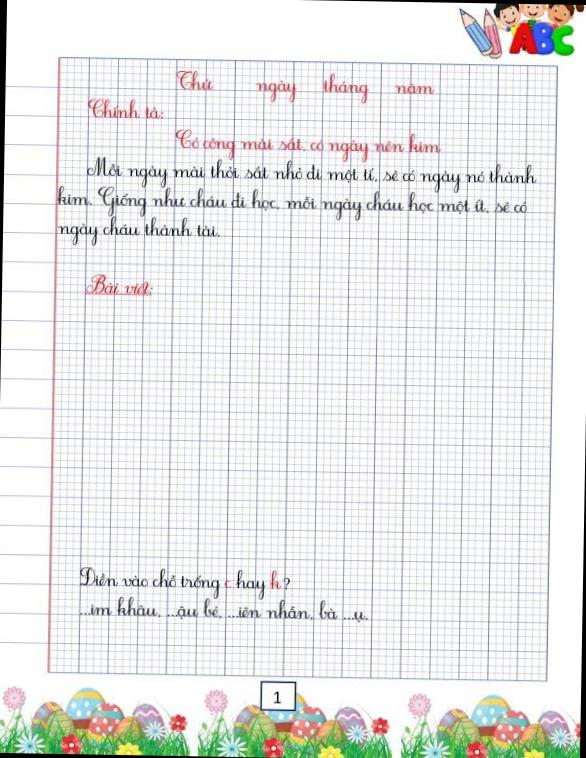 ABC
Thứ ngày tháng năm
Chính tả:
Có công mài sắt, có ngày nên kim
Mỗi ngày mài thỏi sắt nhỏ đi một tí, sẽ có ngày nó thành
kim. Giống như cháu đi học, mỗi ngày cháu học một ít, sẽ có
ngày cháu thành tài.
Bài viết:
Điền vào chỗ trống c hay k?
...im khâu, ...ậu bé, ...iên nhẫn, bà ...ụ.
1